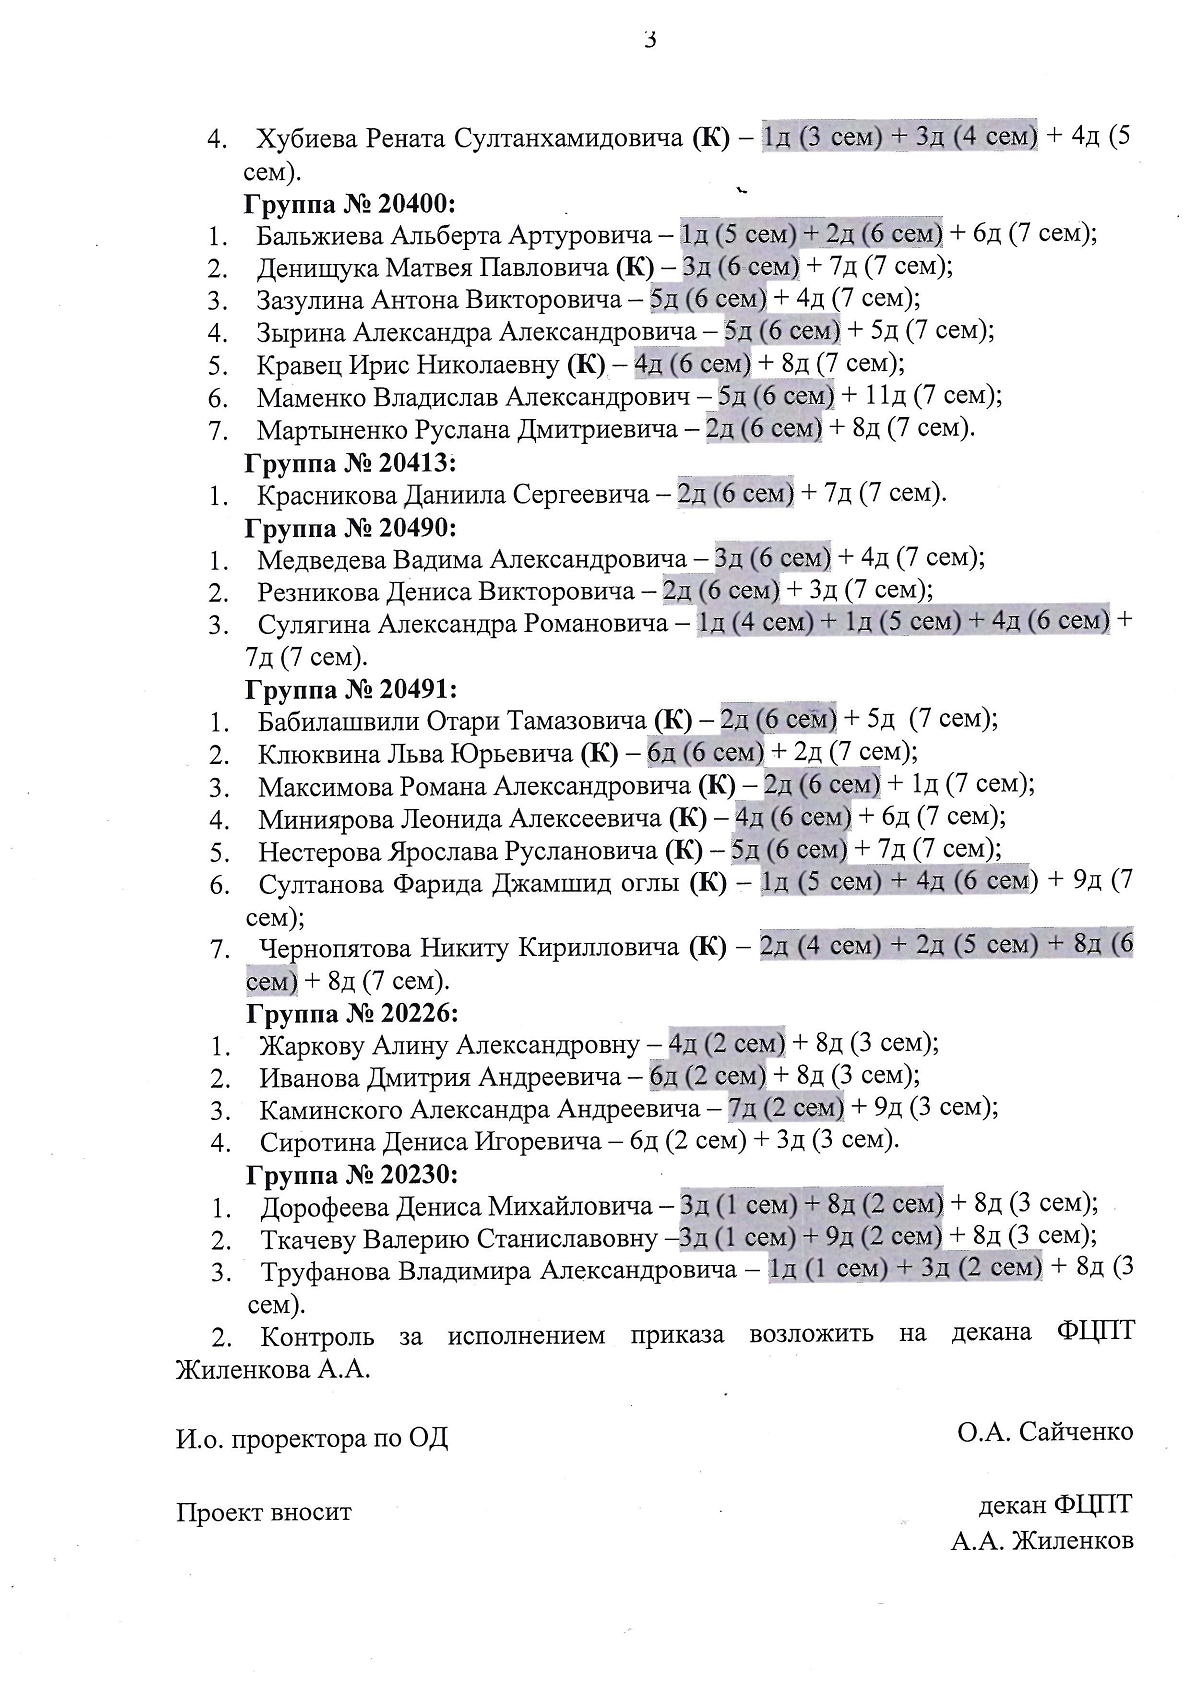 3
4. Хубиева Рената Султанхамидовича (К) – 1д (3 сем) + 3д (4 сем) + 4д (5
сем).
Группа № 20400:
1. Бальжиева Альберта Артуровича – 1д (5 сем) + 2д (6 сем) + 6д (7 сем);
2. Денищука Матвея Павловича (К) – 3д (6 сем) + 7д (7 сем);
3. Зазулина Антона Викторовича – 5д (6 сем) + 4д (7 сем);
4. Зырина Александра Александровича – 5д (6 сем) + 5д (7 сем);
5. Кравец Ирис Николаевну (К) – 4д (6 сем) + 8д (7 сем);
6. Маменко Владислав Александрович – 5д (6 сем) + 11д (7 сем);
7. Мартыненко Руслана Дмитриевича – 2д (6 сем) + 8д (7 сем).
Группа № 20413:
1. Красникова Даниила Сергеевича – 2д (6 сем) + 7д (7 сем).
Группа № 20490:
1. Медведева Вадима Александровича – 3д (6 сем) + 4д (7 сем);
2. Резникова Дениса Викторовича – 2д (6 сем) + 3д (7 сем);
3. Сулягина Александра Романовича – 1д (4 сем) + 1д (5 сем) + 4д (6 сем) +
7д (7 сем).
Группа № 20491:
1. Бабилашвили Отари Тамазовича (К) – 2д (6 сем) + 5д (7 сем);
2. Клюквина Льва Юрьевича (К) – 6д (6 сем) + 2д (7 сем);
3. Максимова Романа Александровича (К) – 2д (6 сем) + 1д (7 сем);
4. Миниярова Леонида Алексеевича (К) – 4д (6 сем) + 6д (7 сем);
5. Нестерова Ярослава Руслановича (К) – 5д (6 сем) + 7д (7 сем);
6. Султанова Фарида Джамшид оглы (К) – 1д (5 сем) + 4д (6 сем) + 9д (7
сем);
7. Чернопятова Никиту Кирилловича (К) – 2д (4 сем) + 2д (5 сем) + 8д (6
сем) + 8д (7 сем).
Группа № 20226:
1. Жаркову Алину Александровну – 4д (2 сем) + 8д (3 сем);
2. Иванова Дмитрия Андреевича – 6д (2 сем) + 8д (3 сем);
3. Каминского Александра Андреевича – 7д (2 сем) + 9д (3 сем);
4. Сиротина Дениса Игоревича – 6д (2 сем) + 3д (3 сем).
Группа № 20230:
1. Дорофеева Дениса Михайловича – 3д (1 сем) + 8д (2 сем) + 8д (3 сем);
2. Ткачеву Валерию Станиславовну –3д (1 сем) + 9д (2 сем) + 8д (3 сем);
3. Труфанова Владимира Александровича – 1д (1 сем) + 3д (2 сем) + 8д (3
сем).
2. Контроль за исполнением приказа возложить на декана ФЦПТ
Жиленкова А.А.
И.о. проректора по ОД О.А. Сайченко
Проект вносит декан ФЦПТ
А.А. Жиленков